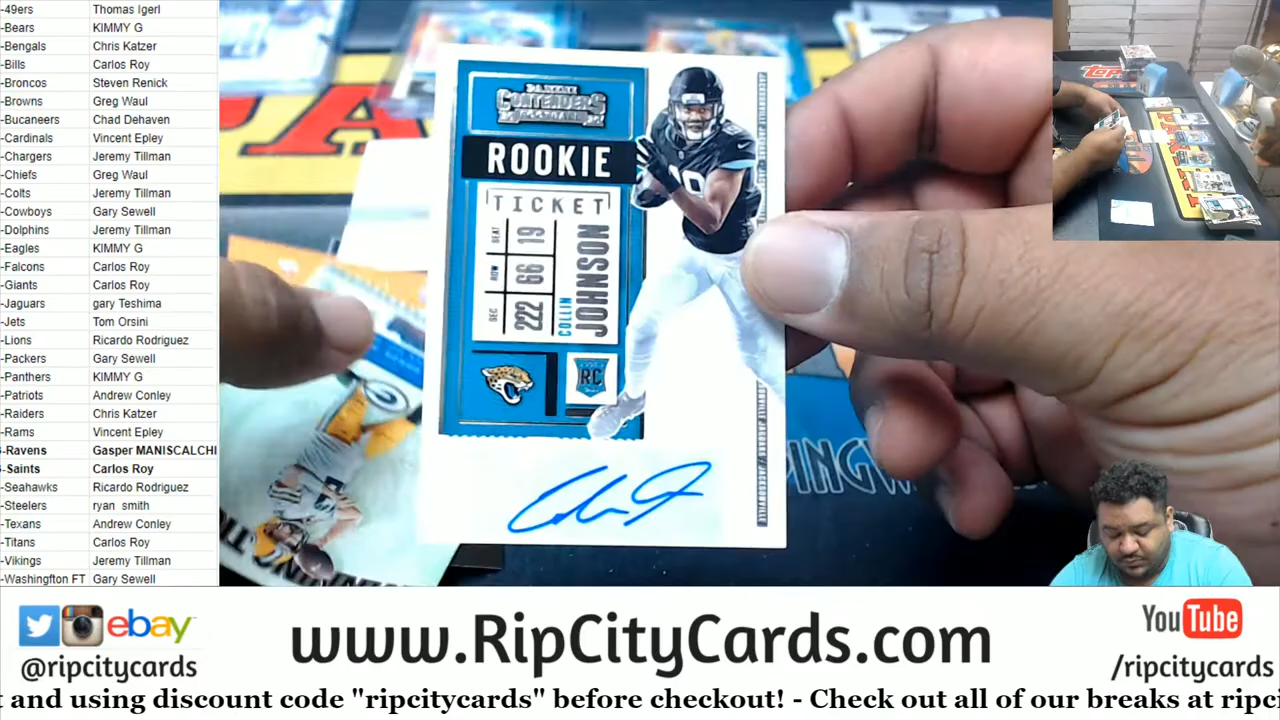 -49ers Thomas Igerl
-Bears KIMMY G
-Bengals Chris Katzer
-Bills Carlos Roy
-Broncos Steven Renick
-Browns Greg Waul
-Bucaneers Chad Dehaven
-Cardinals Vincent Epley
-Chargers Jeremy Tillman
-Chiefs Greg Waul
-Colts Jeremy Tillman
-Cowboys Gary Sewell
-Dolphins Jeremy Tillman
-Eagles KIMMY G
-Falcons Carlos Roy
-Giants Carlos Roy
-Jaguars gary Teshima
-Jets Tom Orsini
-Lions Ricardo Rodriguez
-Packers Gary Sewell
-Panthers KIMMY G
-Patriots Andrew Conley
-Raiders Chris Katzer
-Rams Vincent Epley
-Ravens Gasper MANISCALCHI
-Saints Carlos Roy
-Seahawks Ricardo Rodriguez
-Steelers ryan smith
-Texans Andrew Conley
-Titans Carlos Roy
-Vikings Jeremy Tillman
-Washingfton FT Gary Sewell
PANINI
CONTENDERS
ROOKIE
TICKET
SEAT 19
ROW 66
SEC 222
COLLIN
JOHNSON
RC
ebay
@ripcitycards
www.RipCityCards.com
YouTube
/ripcitycards
t and using discount code "ripcitycards" before checkout! - Check out all of our breaks at ripc